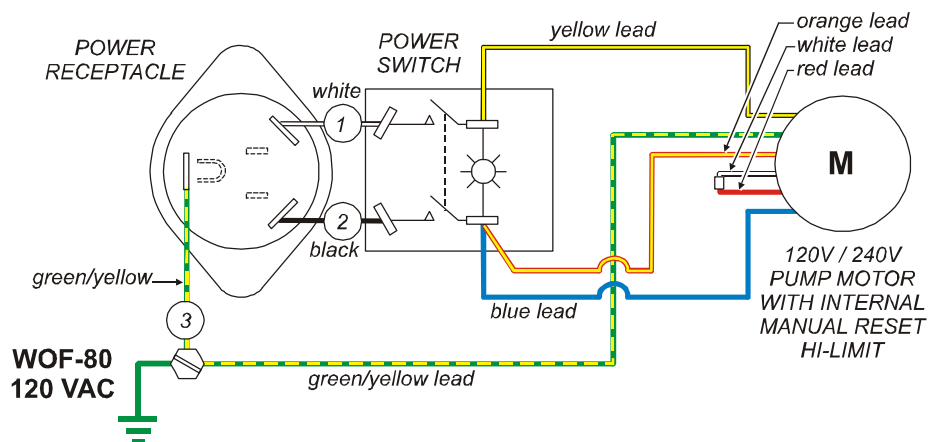 POWER
RECEPTACLE
POWER
SWITCH
white
1
2
black
yellow lead
orange lead
white lead
red lead
M
120V / 240V
PUMP MOTOR
WITH INTERNAL
MANUAL RESET
HI-LIMIT
blue lead
green/yellow
3
WOF-80
120 VAC
green/yellow lead